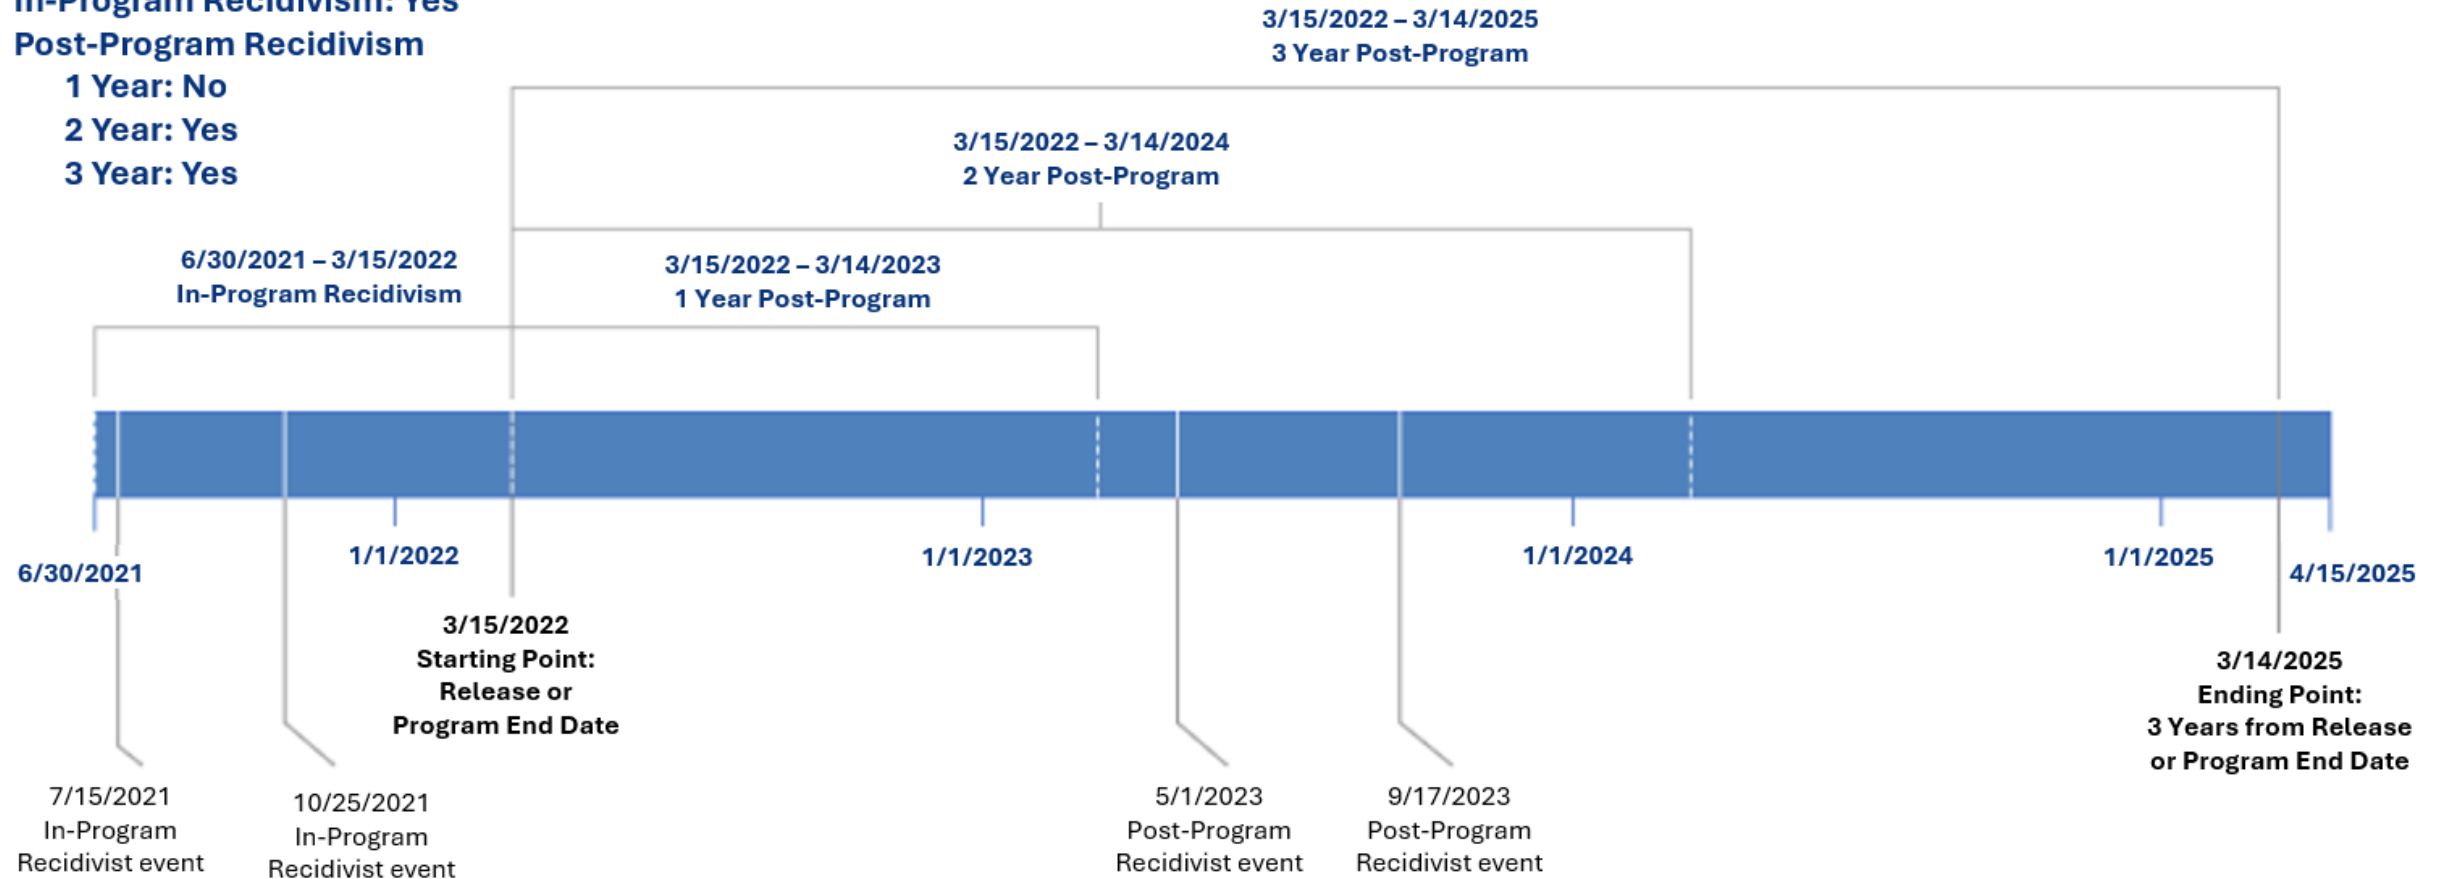 In-Program Recidivism: Yes
Post-Program Recidivism
1 Year: No
2 Year: Yes
3 Year: Yes
3/15/2022 – 3/14/2025
3 Year Post-Program
3/15/2022 – 3/14/2024
2 Year Post-Program
6/30/2021 – 3/15/2022
In-Program Recidivism
3/15/2022 – 3/14/2023
1 Year Post-Program
6/30/2021
1/1/2022
1/1/2023
1/1/2024
1/1/2025
4/15/2025
3/15/2022
Starting Point:
Release or
Program End Date
3/14/2025
Ending Point:
3 Years from Release
or Program End Date
7/15/2021
In-Program
Recidivist event
10/25/2021
In-Program
Recidivist event
5/1/2023
Post-Program
Recidivist event
9/17/2023
Post-Program
Recidivist event